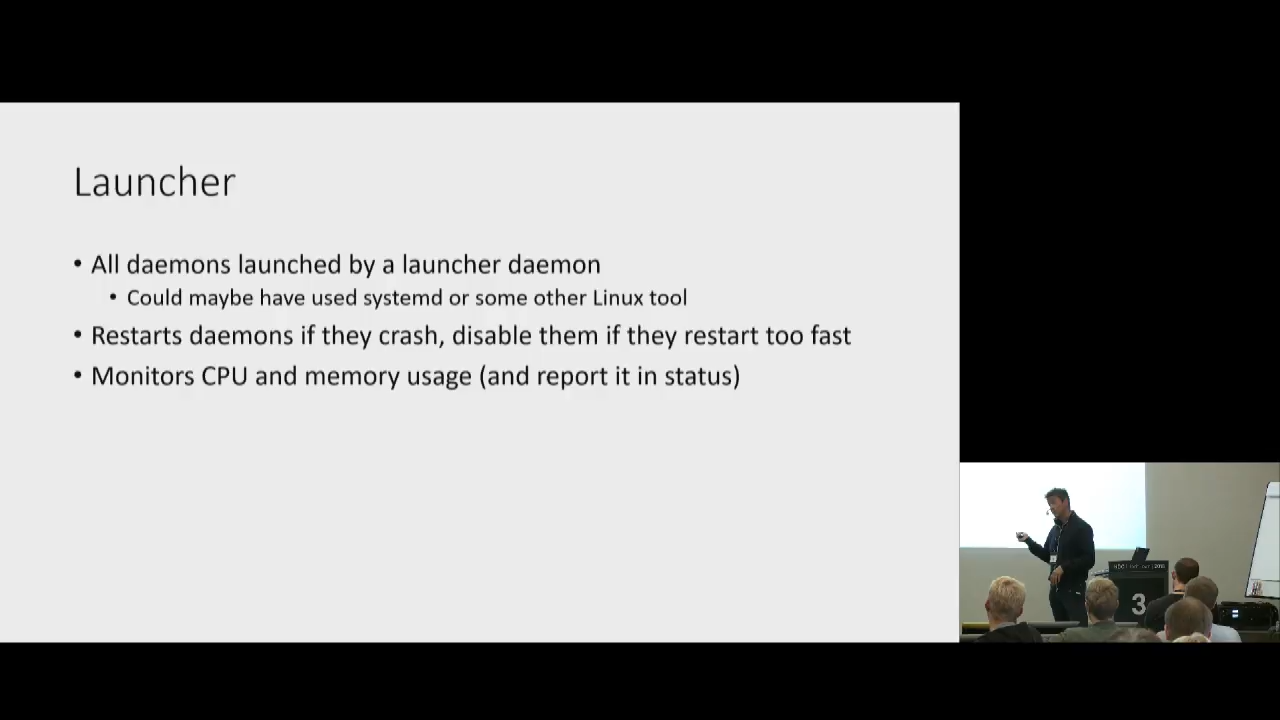 Launcher
• All daemons launched by a launcher daemon
• Could maybe have used systemd or some other Linux tool
• Restarts daemons if they crash, disable them if they restart too fast
• Monitors CPU and memory usage (and report it in status)
3